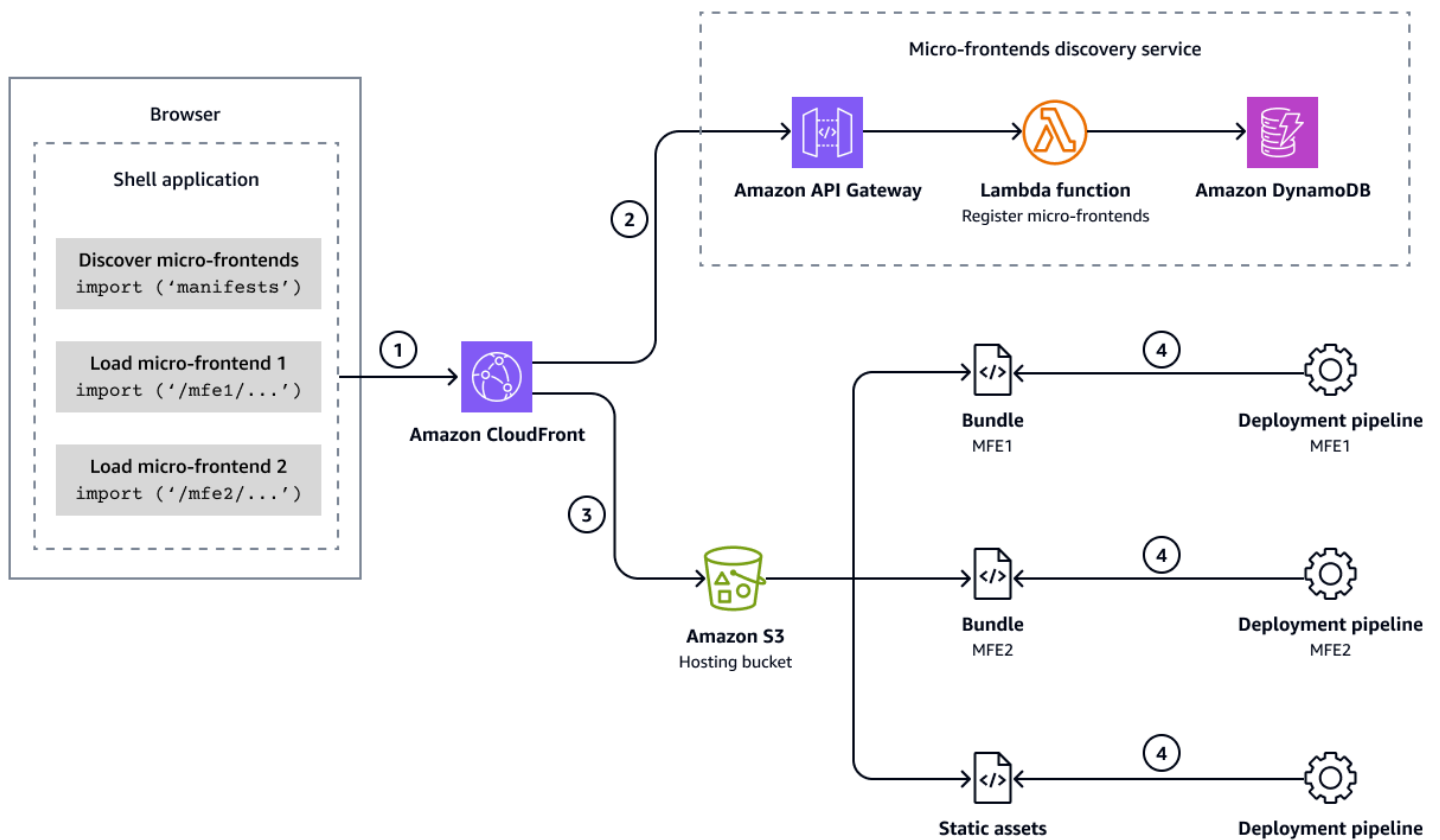 Micro-frontends discovery service
Browser
Shell application
Discover micro-frontends
import (‘manifests’)
Load micro-frontend 1
import (‘/mfe1/...’)
Load micro-frontend 2
import (‘/mfe2/...’)
1
Amazon CloudFront
2
Amazon API Gateway
Lambda function
Register micro-frontends
Amazon DynamoDB
3
Amazon S3
Hosting bucket
Bundle
MFE1
4
Deployment pipeline
MFE1
Bundle
MFE2
4
Deployment pipeline
MFE2
Static assets
4
Deployment pipeline